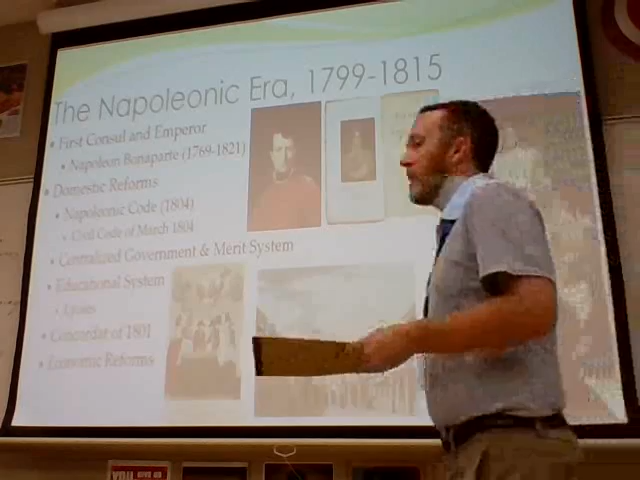 The Napoleonic Era, 1799-1815
• First Consul and Emperor
• Napoleon Bonaparte (1769-1821)
• Domestic Reforms
• Napoleonic Code (1804)
• Civil Code of March 1804
• Centralized Government & Merit System
• Educational System
• Concordat of 1801
• Economic Reforms
YOU